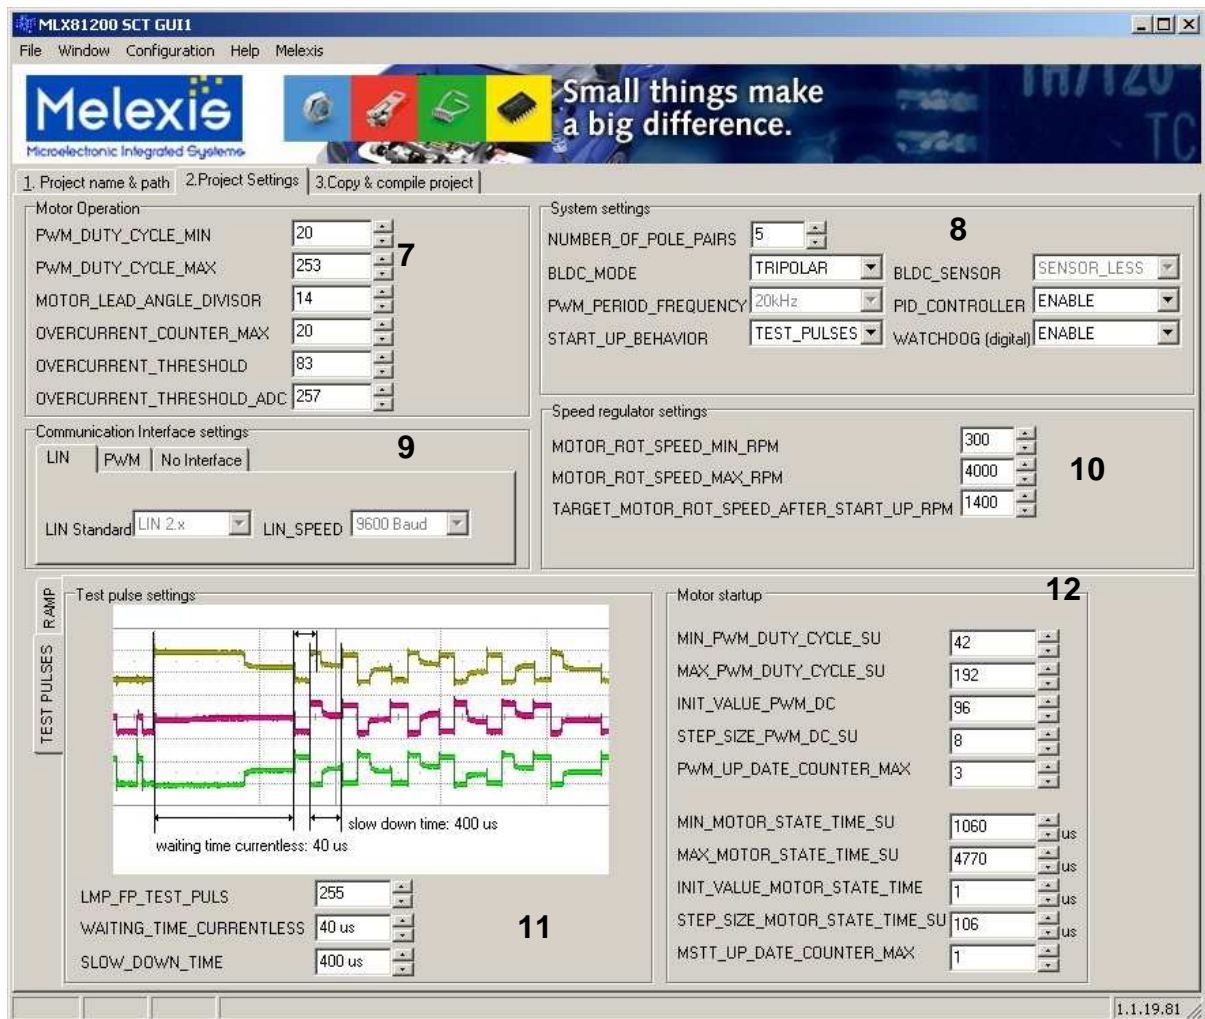 MLX81200 SCT GUI1
File Window Configuration Help Melexis
Melexis
Microelectronic Integrated Systems
Small things make
a big difference.
TH7120
TC
1. Project name & path 2.Project Settings 3.Copy & compile project
Motor Operation
7
PWM_DUTY_CYCLE_MIN 20
PWM_DUTY_CYCLE_MAX 253
MOTOR_LEAD_ANGLE_DIVISOR 14
OVERCURRENT_COUNTER_MAX 20
OVERCURRENT_THRESHOLD 83
OVERCURRENT_THRESHOLD_ADC 257
System settings
8
NUMBER_OF_POLE_PAIRS 5
BLDC_MODE TRIPOLAR BLDC_SENSOR SENSOR_LESS
PWM_PERIOD_FREQUENCY 20kHz PID_CONTROLLER ENABLE
START_UP_BEHAVIOR TEST_PULSES WATCHDOG (digital) ENABLE
Communication Interface settings
9
LIN PWM No Interface
LIN Standard LIN 2.x LIN_SPEED 9600 Baud
Speed regulator settings
10
MOTOR_ROT_SPEED_MIN_RPM 300
MOTOR_ROT_SPEED_MAX_RPM 4000
TARGET_MOTOR_ROT_SPEED_AFTER_START_UP_RPM 1400
RAMP
TEST PULSES
Test pulse settings
slow down time: 400 us
waiting time currentless: 40 us
LMP_FP_TEST_PULS 255
WAITING_TIME_CURRENTLESS 40 us
SLOW_DOWN_TIME 400 us
11
Motor startup
12
MIN_PWM_DUTY_CYCLE_SU 42
MAX_PWM_DUTY_CYCLE_SU 192
INIT_VALUE_PWM_DC 96
STEP_SIZE_PWM_DC_SU 8
PWM_UP_DATE_COUNTER_MAX 3
MIN_MOTOR_STATE_TIME_SU 1060 us
MAX_MOTOR_STATE_TIME_SU 4770 us
INIT_VALUE_MOTOR_STATE_TIME 1 us
STEP_SIZE_MOTOR_STATE_TIME_SU 106 us
MSTT_UP_DATE_COUNTER_MAX 1
1.1.19.81